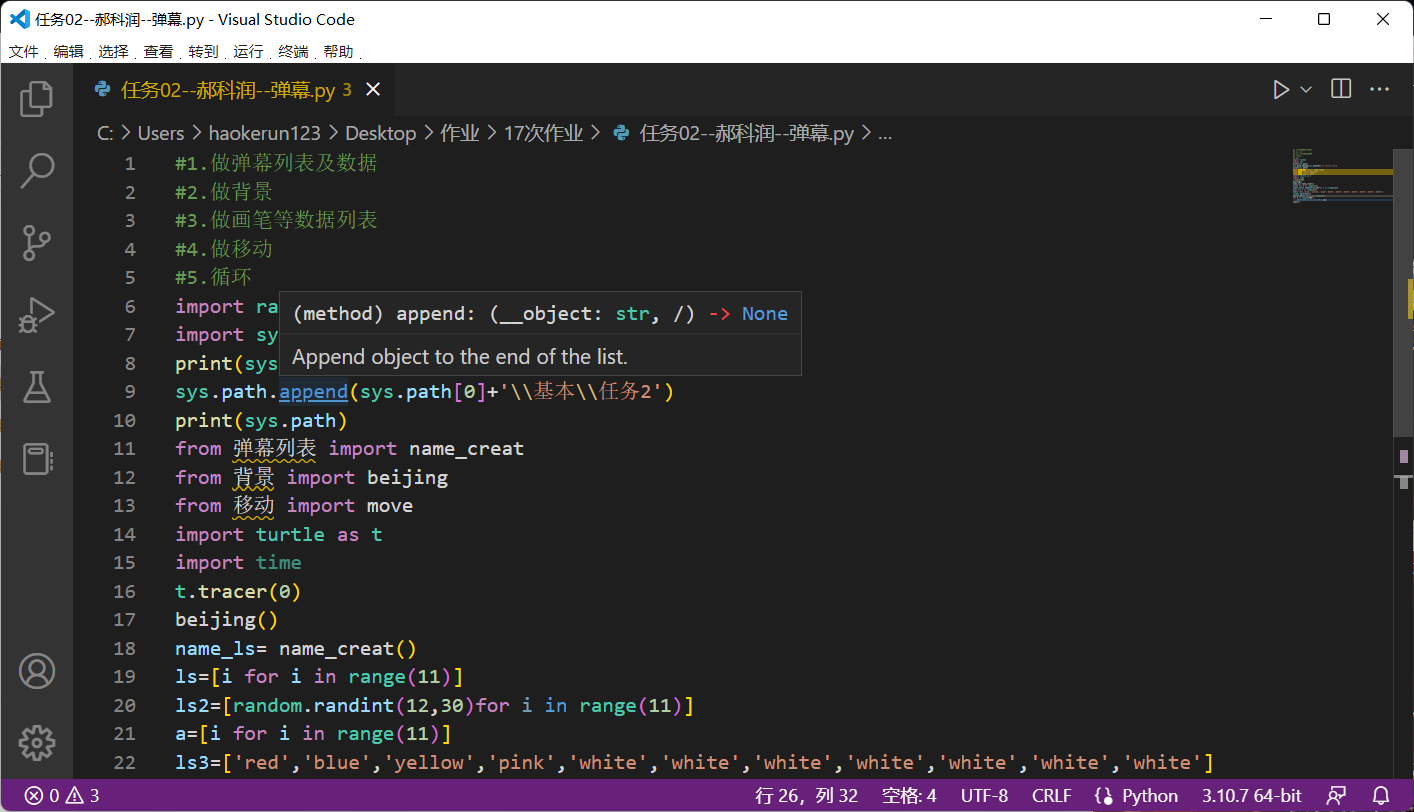 任务02--郝科润--弹幕.py - Visual Studio Code
文件 编辑 选择 查看 转到 运行 终端 帮助
任务02--郝科润--弹幕.py 3
C: > Users > haokerun123 > Desktop > 作业 > 17次作业 > 任务02--郝科润--弹幕.py > ...
1 #1.做弹幕列表及数据
2 #2.做背景
3 #3.做画笔等数据列表
4 #4.做移动
5 #5.循环
6 import ra
(method) append: (__object: str, /) -> None
7 import sy
8 print(sys
Append object to the end of the list.
9 sys.path.append(sys.path[0]+'\\基本\\任务2')
10 print(sys.path)
11 from 弹幕列表 import name_creat
12 from 背景 import beijing
13 from 移动 import move
14 import turtle as t
15 import time
16 t.tracer(0)
17 beijing()
18 name_ls= name_creat()
19 ls=[i for i in range(11)]
20 ls2=[random.randint(12,30)for i in range(11)]
21 a=[i for i in range(11)]
22 ls3=['red','blue','yellow','pink','white','white','white','white','white','white','white']
0 3 行 26，列 32 空格: 4 UTF-8 CRLF Python 3.10.7 64-bit